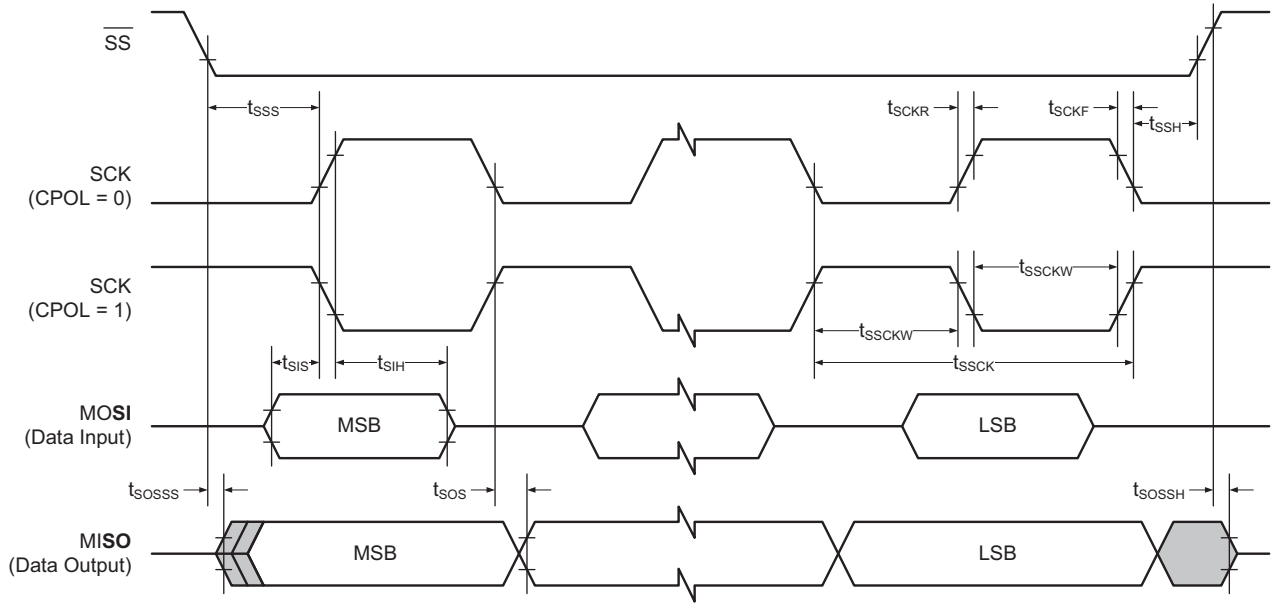 SS
tSSS
tSCKR
tSCKF
tSSH
SCK
(CPOL = 0)
SCK
(CPOL = 1)
tSSCKW
tSSCKW
tSSCK
tSIS
tSIH
MOSI
(Data Input)
MSB
LSB
tSOSSS
tSOS
tSOSSH
MISO
(Data Output)
MSB
LSB